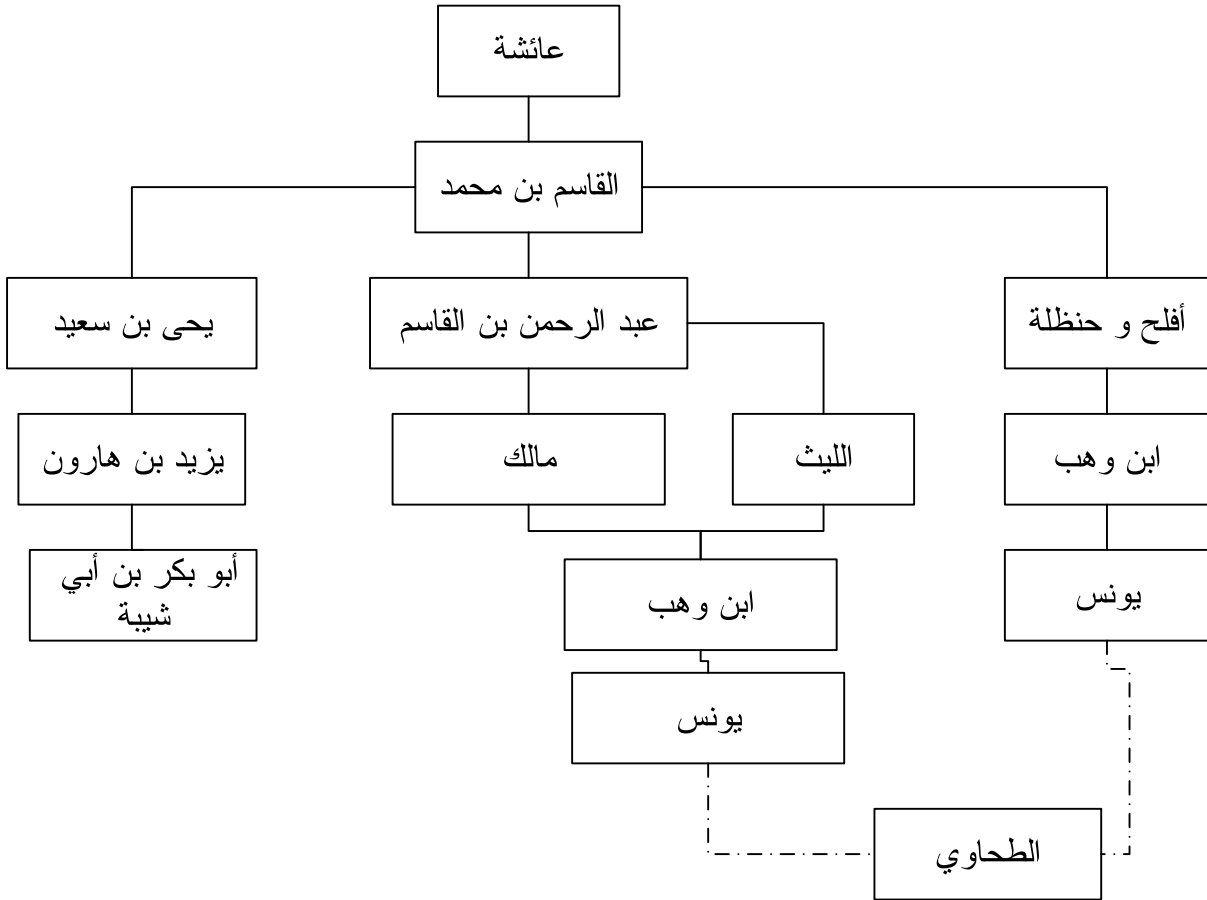 عائشة
القاسم بن محمد
أفلح و حنظلة
عبد الرحمن بن القاسم
يحى بن سعيد
ابن وهب
الليث
مالك
يزيد بن هارون
يونس
ابن وهب
أبو بكر بن أبي
شيبة
يونس
الطحاوي